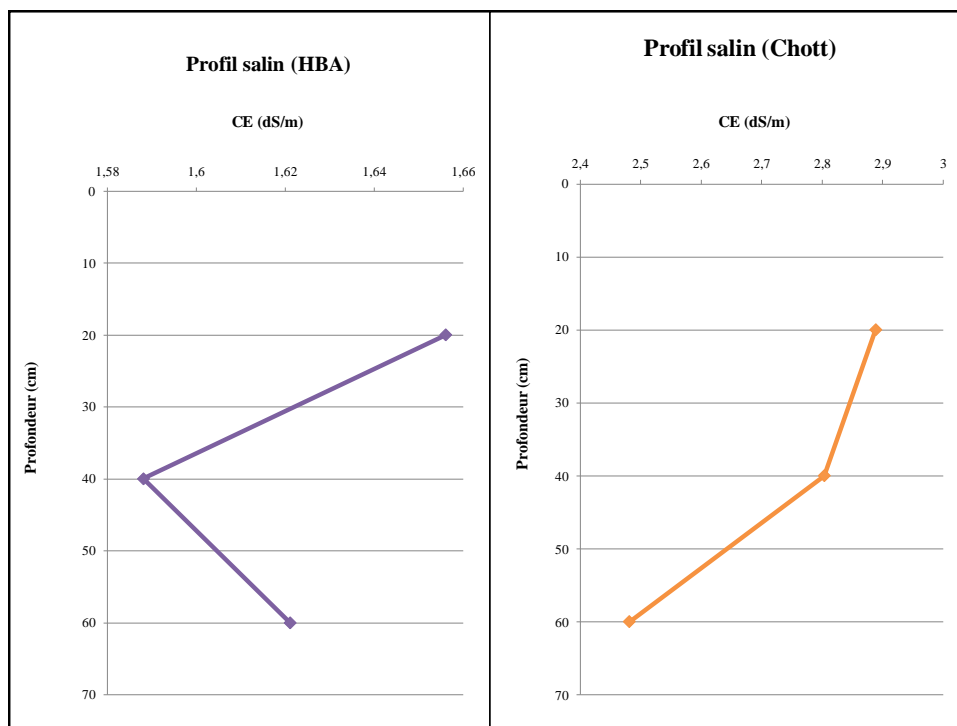 Profil salin (HBA)
CE (dS/m)
1,58 1,6 1,62 1,64 1,66
0
10
20
30
40
50
60
70
Profondeur (cm)
Profil salin (Chott)
CE (dS/m)
2,4 2,5 2,6 2,7 2,8 2,9 3
0
10
20
30
40
50
60
70
Profondeur (cm)